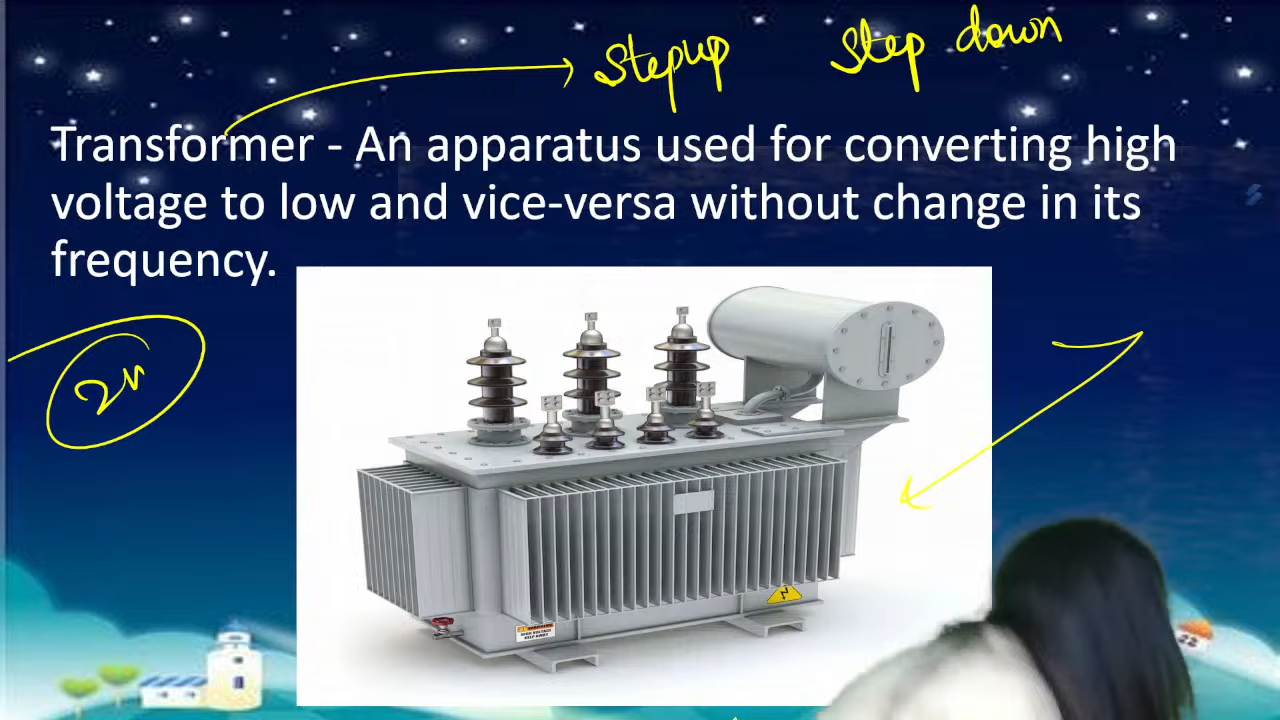 Stepup Step down
Transformer - An apparatus used for converting high
voltage to low and vice-versa without change in its
frequency.